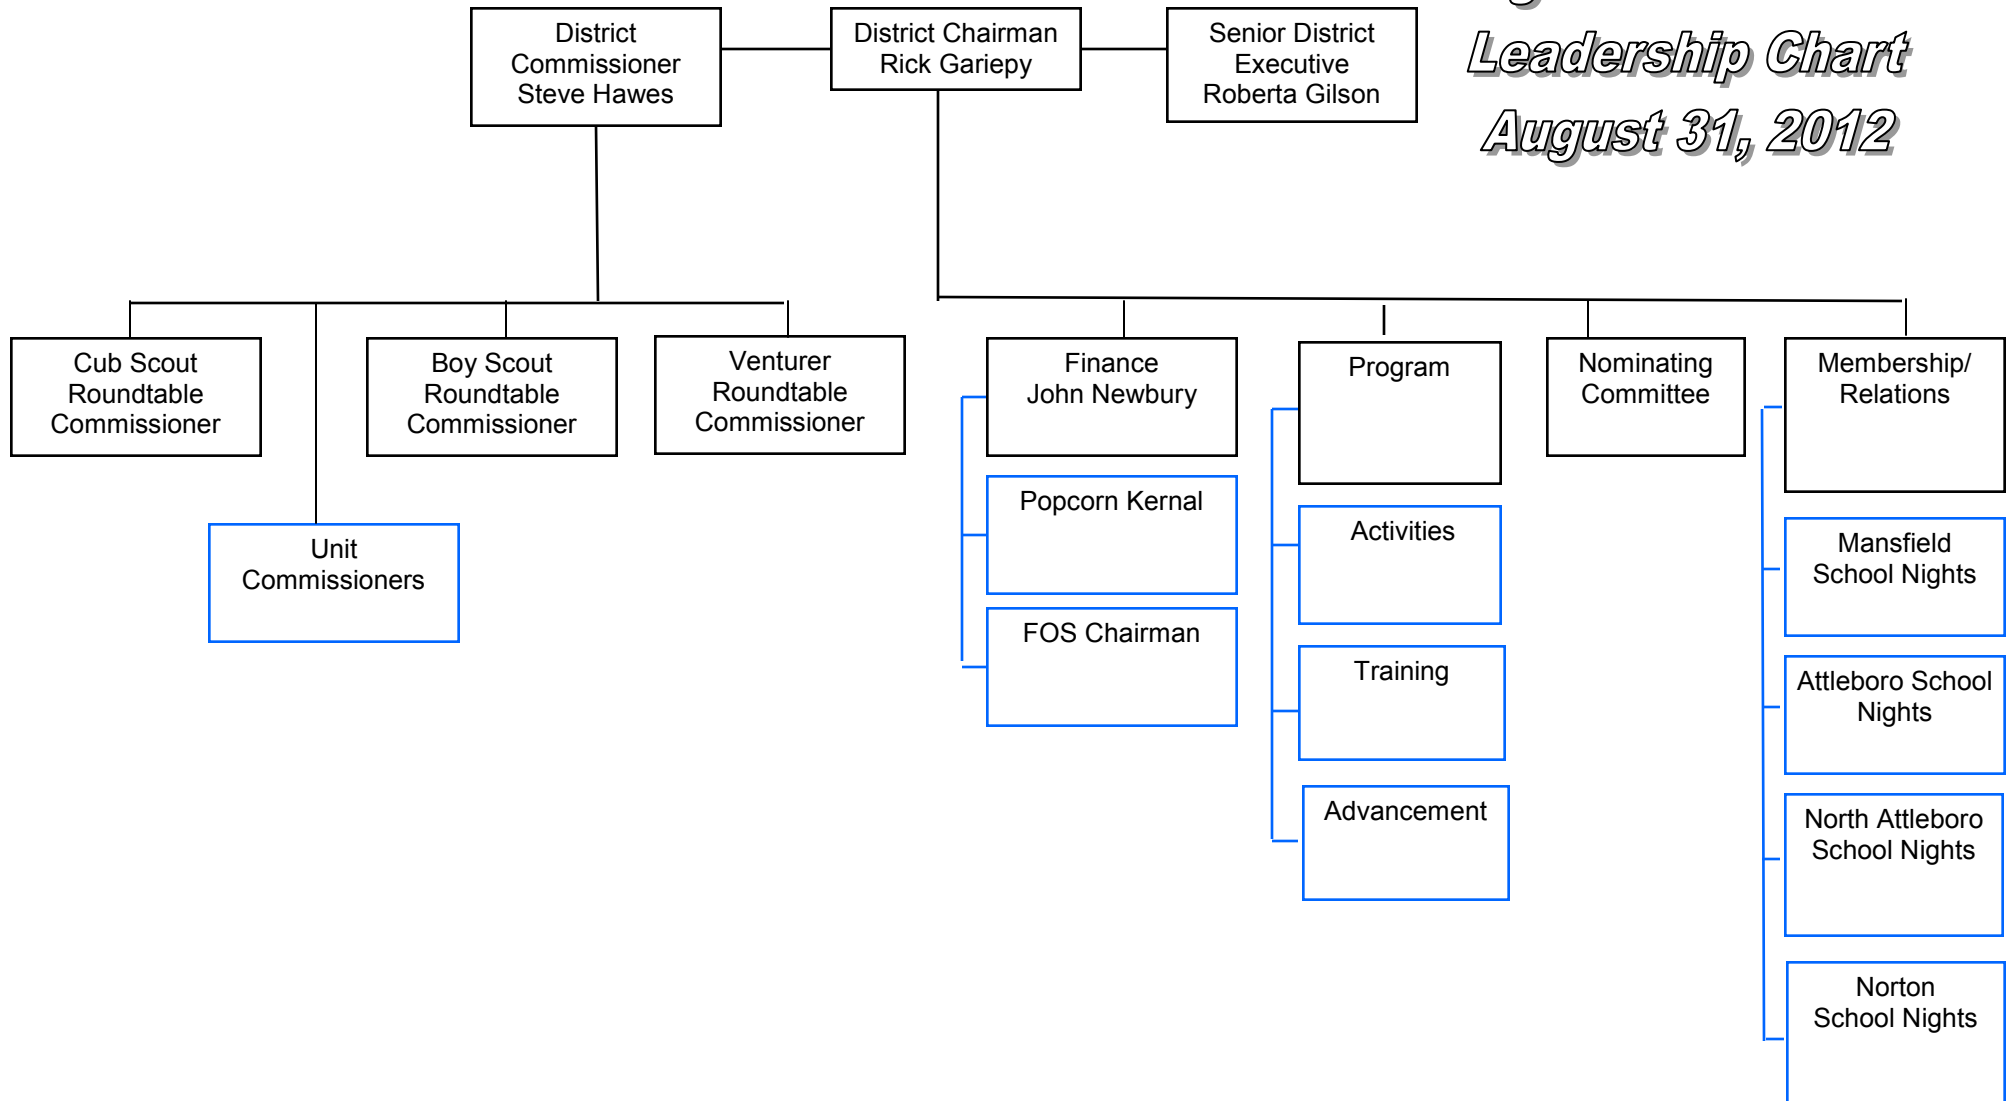 Leadership Chart
August 31, 2012
District
Commissioner
Steve Hawes
District Chairman
Rick Gariepy
Senior District
Executive
Roberta Gilson
Cub Scout
Roundtable
Commissioner
Boy Scout
Roundtable
Commissioner
Venturer
Roundtable
Commissioner
Unit
Commissioners
Finance
John Newbury
Popcorn Kernal
FOS Chairman
Program
Activities
Training
Advancement
Nominating
Committee
Membership/
Relations
Mansfield
School Nights
Attleboro School
Nights
North Attleboro
School Nights
Norton
School Nights